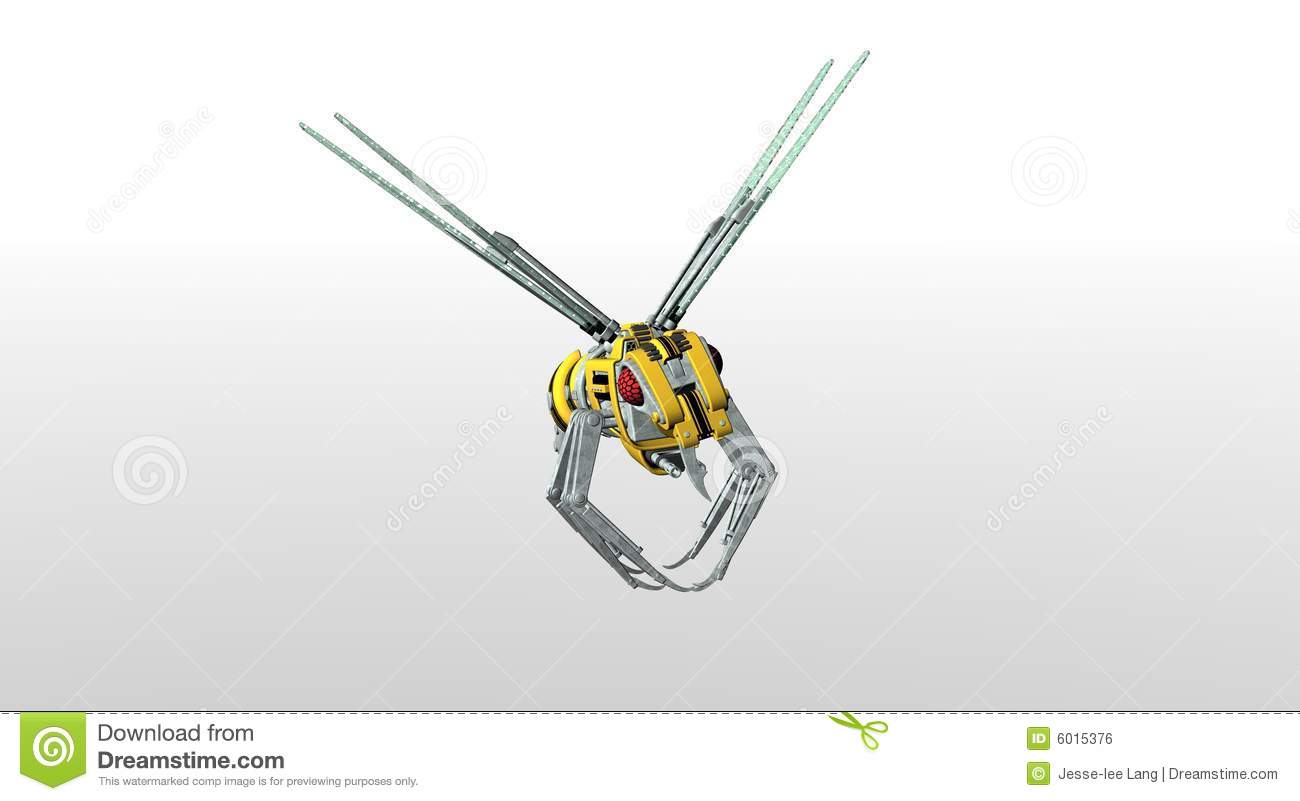 dreamstime
dreamstime
dreamstime
dreamstime
dreamstime
Download from
Dreamstime.com
This watermarked comp image is for previewing purposes only.
ID 6015376
© Jesse-lee Lang | Dreamstime.com